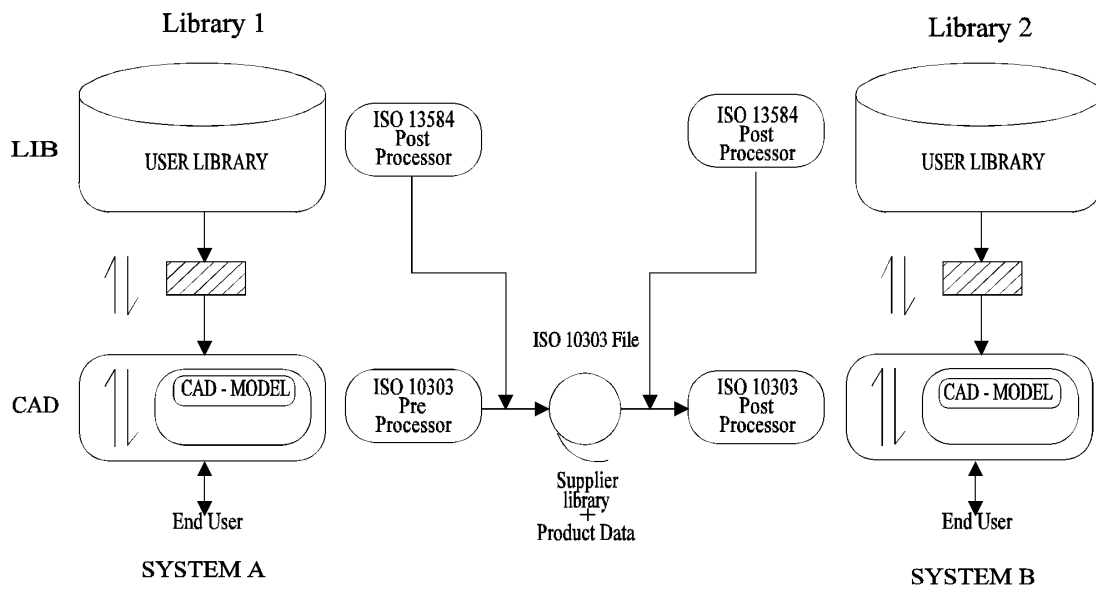 Library 1
Library 2
LIB
USER LIBRARY
ISO 13584
Post
Processor
ISO 13584
Post
Processor
USER LIBRARY
ISO 10303 File
CAD
CAD - MODEL
ISO 10303
Pre
Processor
ISO 10303
Post
Processor
CAD - MODEL
Supplier
library
+
Product Data
End User
End User
SYSTEM A
SYSTEM B